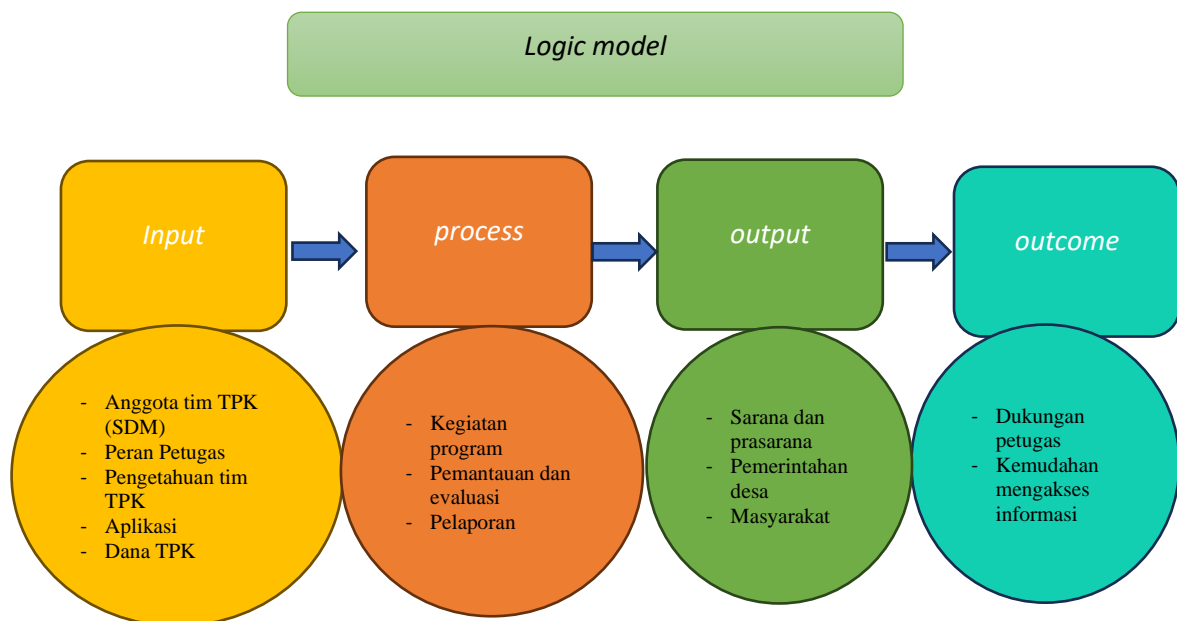 Logic model
Input
process
output
outcome
- Anggota tim TPK
(SDM)
- Peran Petugas
- Pengetahuan tim
TPK
- Aplikasi
- Dana TPK
- Kegiatan
program
- Pemantauan dan
evaluasi
- Pelaporan
- Sarana dan
prasarana
- Pemerintahan
desa
- Masyarakat
- Dukungan
petugas
- Kemudahan
mengakses
informasi